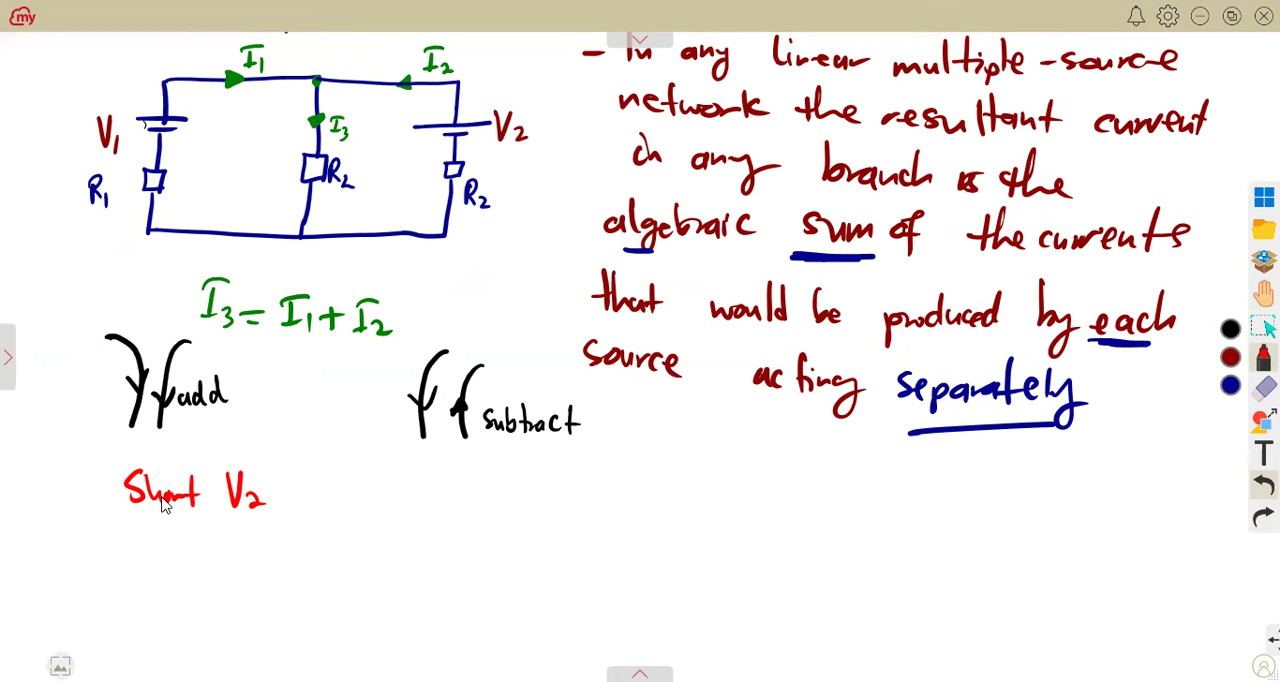 my
I1
I2
I3
V1
V2
R1
R2
R2
I3 = I1 + I2
add
subtract
Short V2
- In any linear multiple-source
network the resultant current
in any branch is the
algebraic sum of the currents
that would be produced by each
source acting separately
T